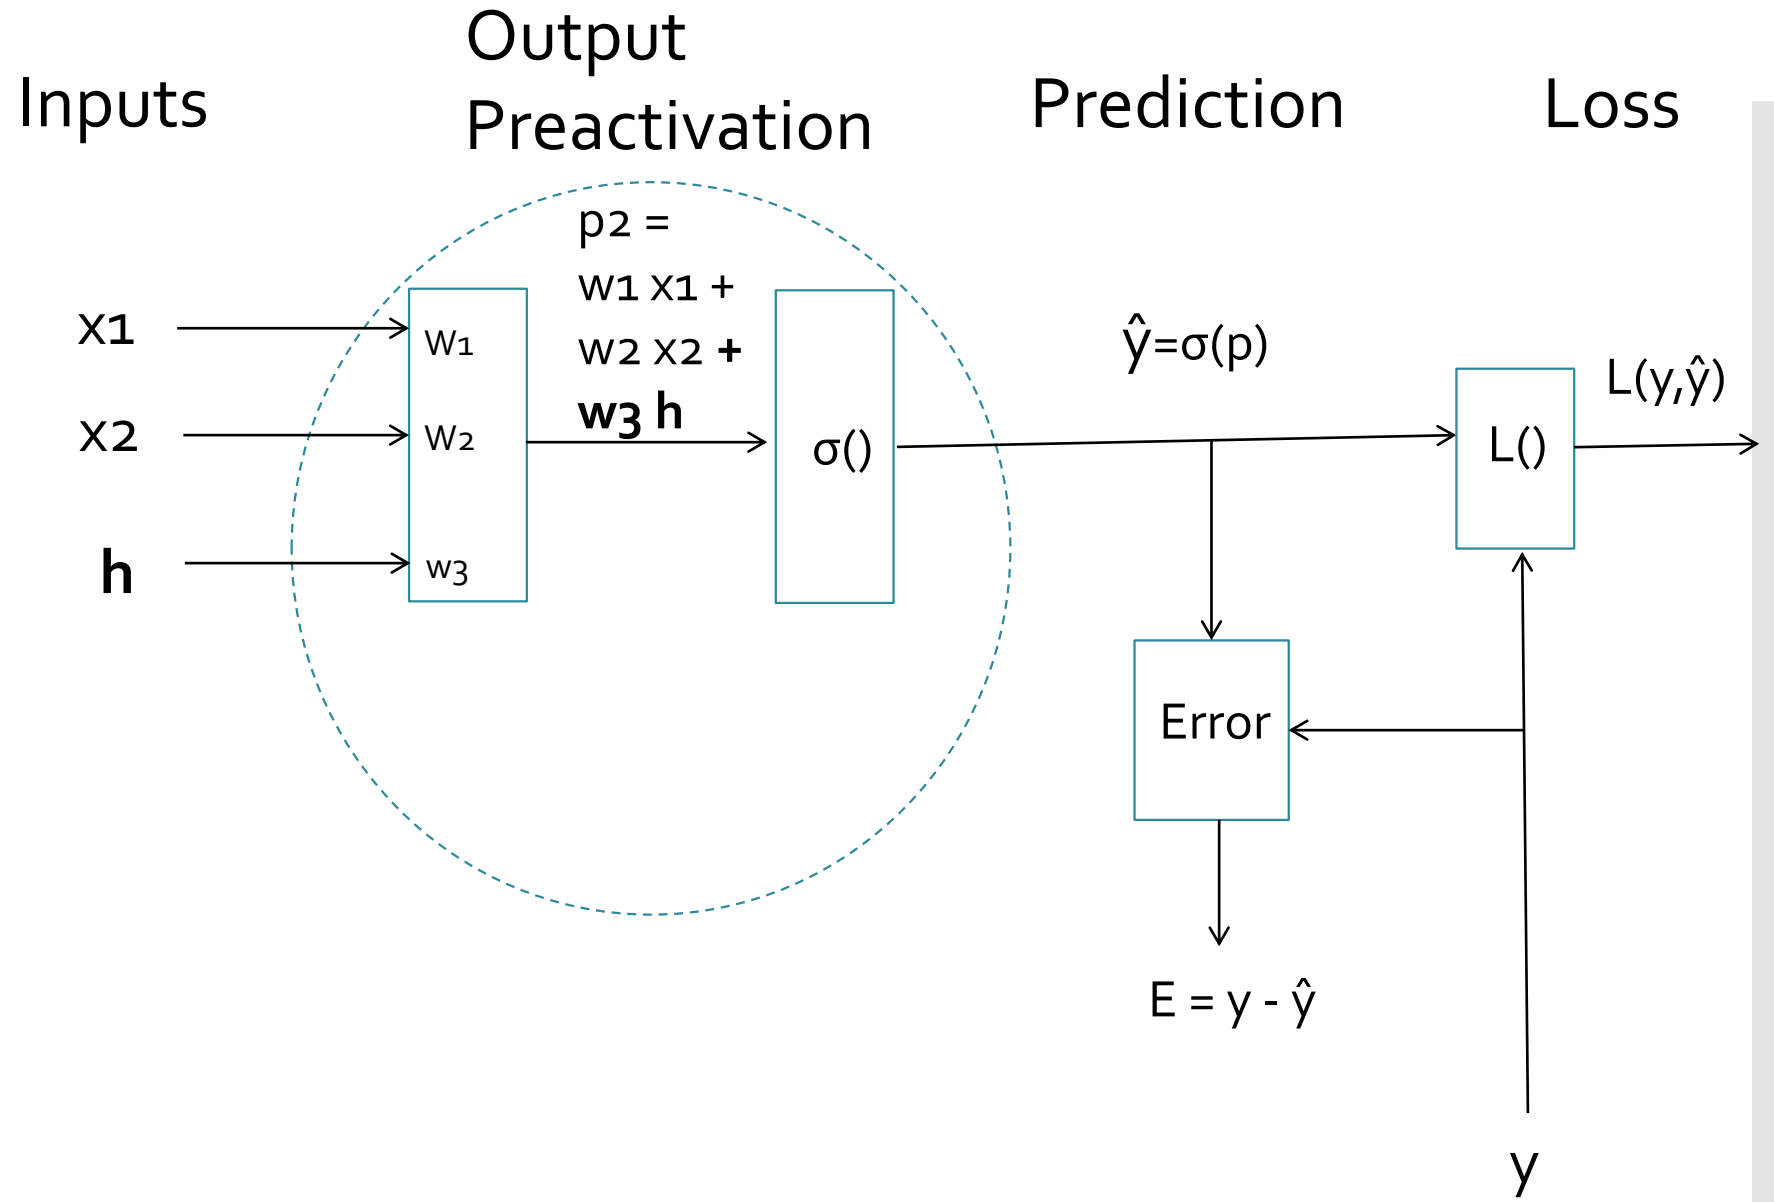 Inputs
Output
Preactivation
Prediction
Loss
p2 =
w1 x1 +
w2 x2 +
w3 h
x1
x2
h
W1
W2
w3
σ()
ŷ=σ(p)
L()
L(y,ŷ)
Error
E = y - ŷ
y